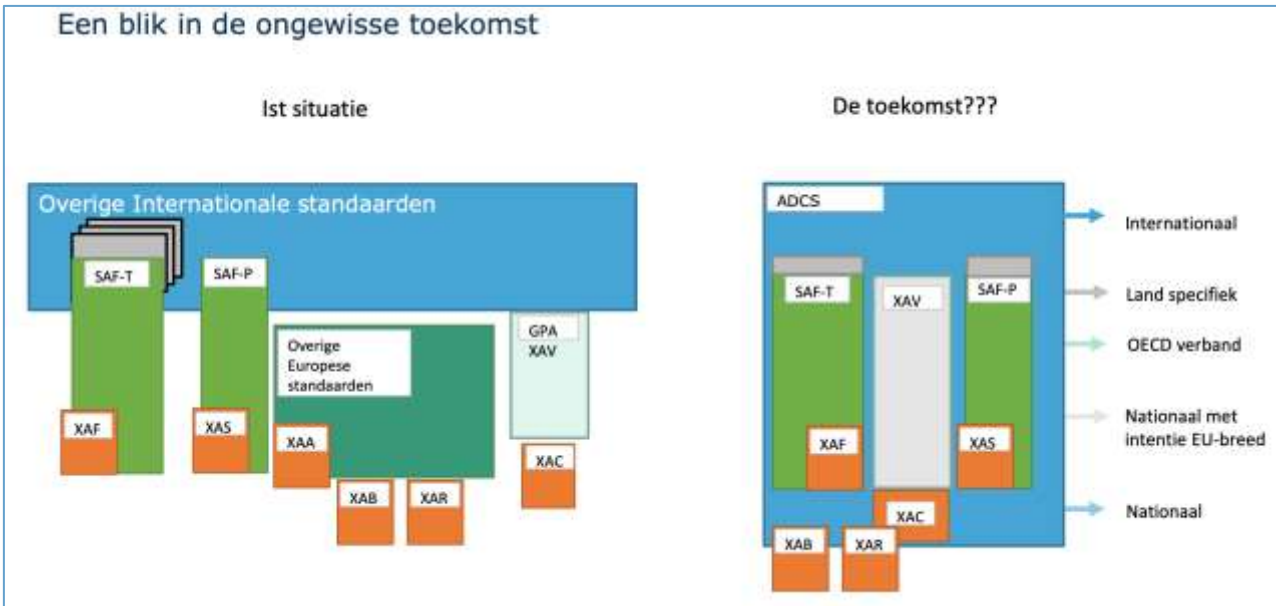 Een blik in de ongewisse toekomst
Ist situatie
De toekomst???
Overige Internationale standaarden
SAF-T
SAF-P
Overige
Europese
standaarden
GPA
XAV
XAF
XAS
XAA
XAB
XAR
XAC
ADCS
SAF-T
XAV
SAF-P
XAF
XAS
XAC
XAB
XAR
Internationaal
Land specifiek
OECD verband
Nationaal met
intentie EU-breed
Nationaal